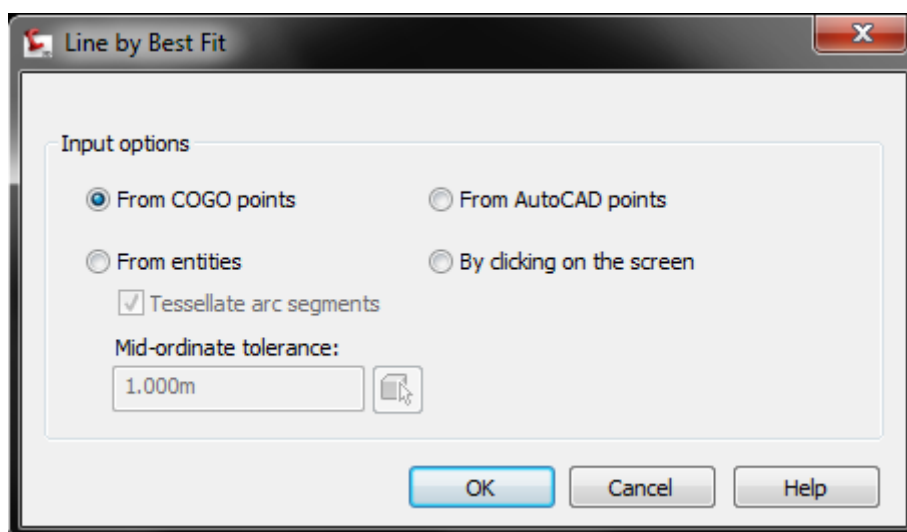 Line by Best Fit
Input options
From COGO points
From AutoCAD points
From entities
By clicking on the screen
Tessellate arc segments
Mid-ordinate tolerance:
1.000m
OK
Cancel
Help